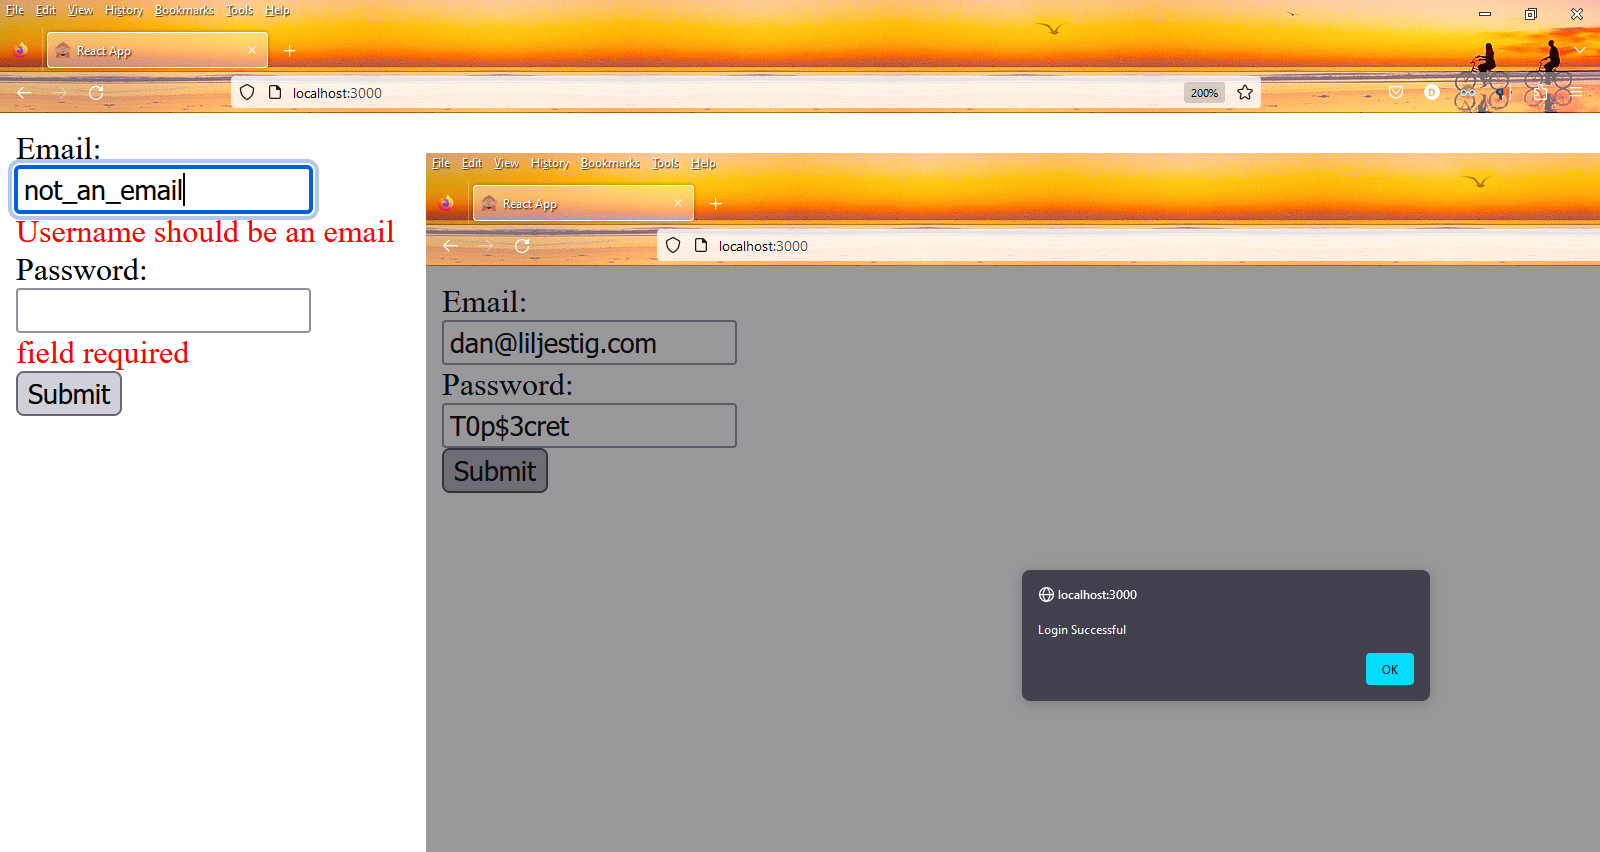 File Edit View History Bookmarks Tools Help
React App
localhost:3000 200%
D
Email:
not_an_email
Username should be an email
Password:
field required
Submit
File Edit View History Bookmarks Tools Help
React App
localhost:3000
Email:
dan@liljestig.com
Password:
T0p$3cret
Submit
localhost:3000
Login Successful
OK